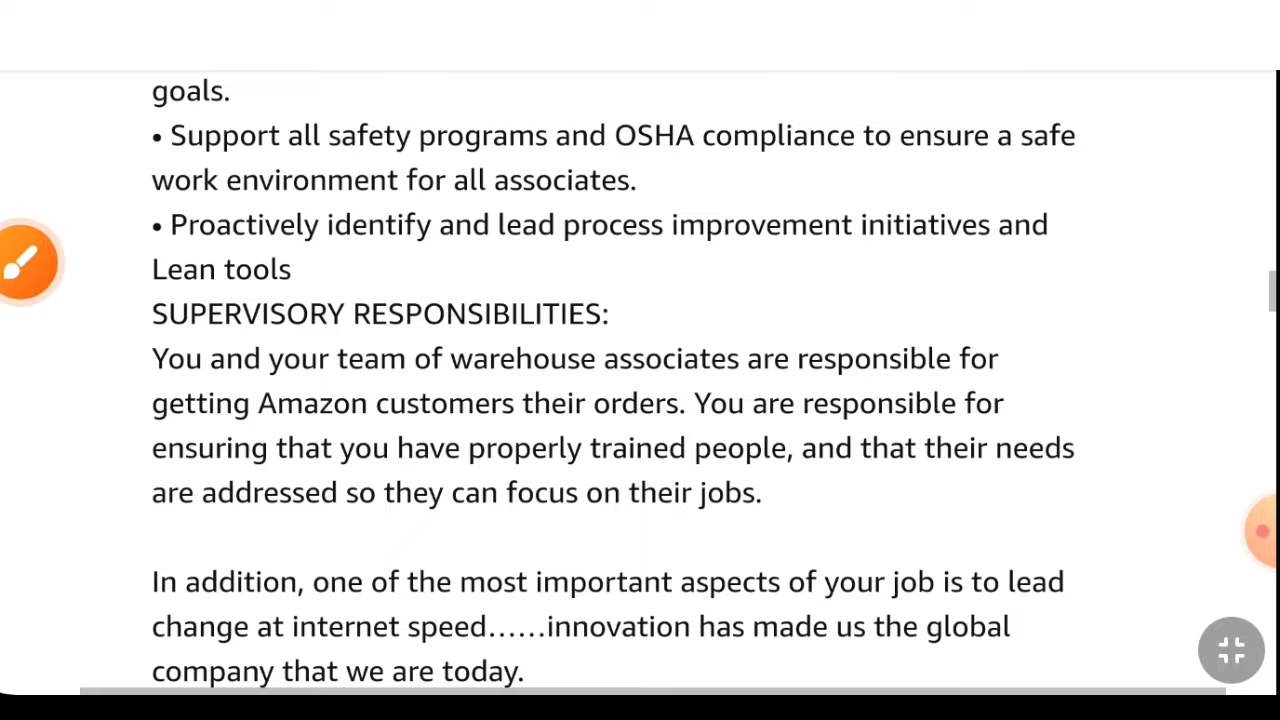 goals.
• Support all safety programs and OSHA compliance to ensure a safe
work environment for all associates.
• Proactively identify and lead process improvement initiatives and
Lean tools
SUPERVISORY RESPONSIBILITIES:
You and your team of warehouse associates are responsible for
getting Amazon customers their orders. You are responsible for
ensuring that you have properly trained people, and that their needs
are addressed so they can focus on their jobs.
In addition, one of the most important aspects of your job is to lead
change at internet speed......innovation has made us the global
company that we are today.